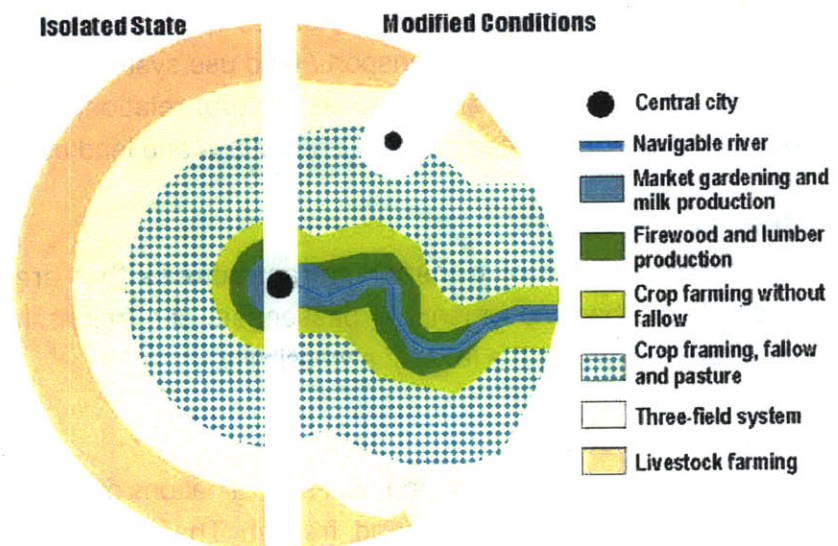 Isolated State
Modified Conditions
Central city
Navigable river
Market gardening and
milk production
Firewood and lumber
production
Crop farming without
fallow
Crop framing, fallow
and pasture
Three-field system
Livestock farming